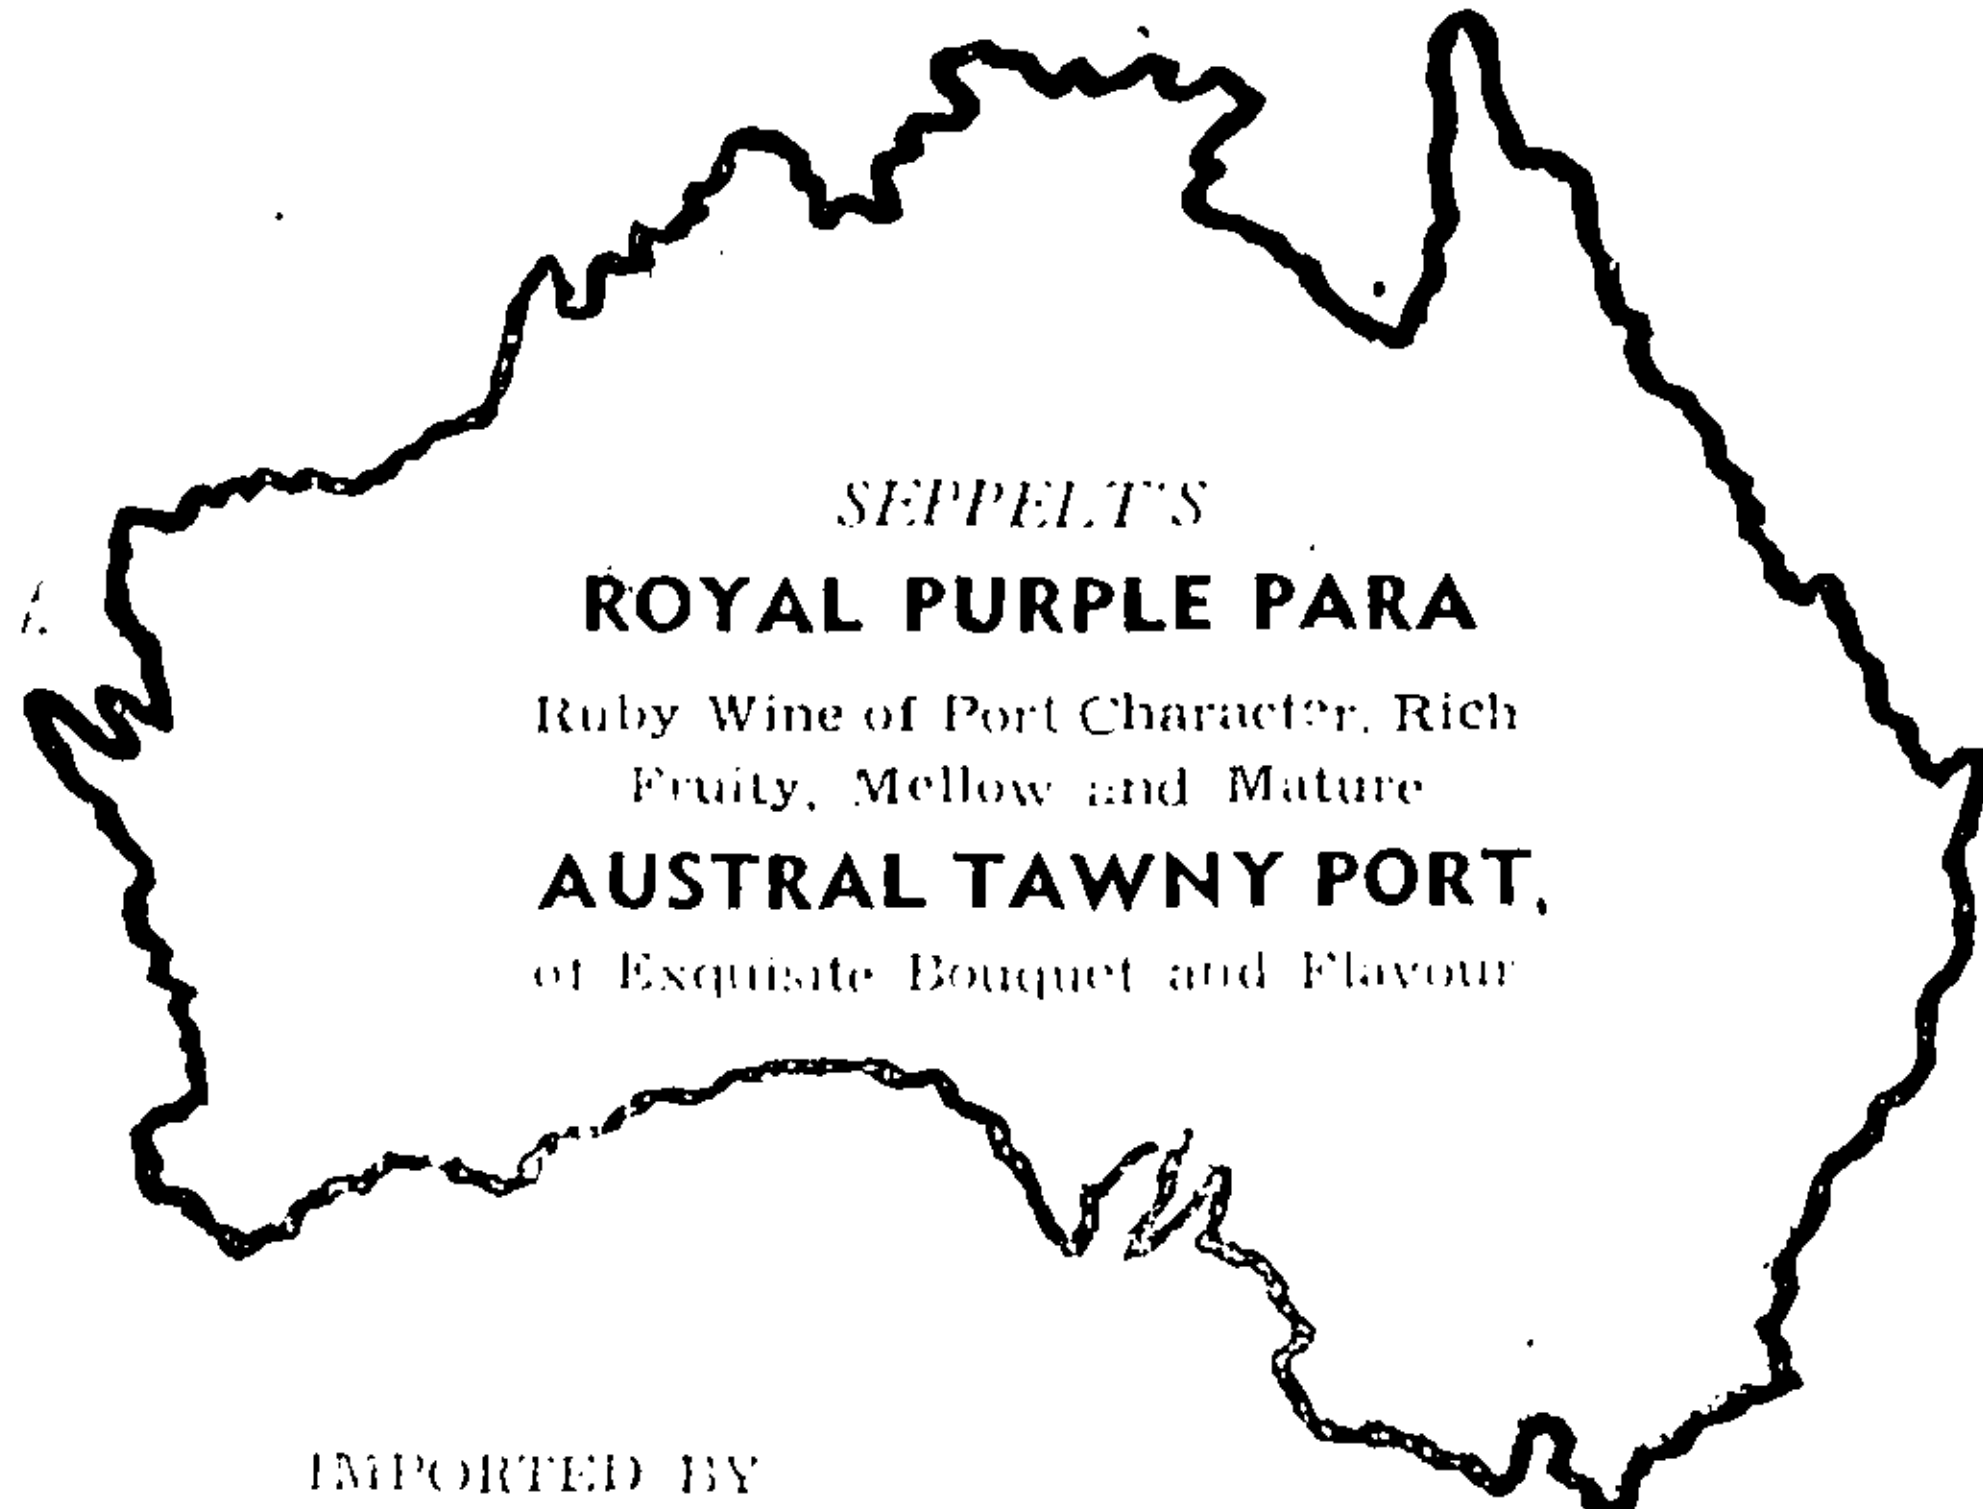 SEPPELT'S
ROYAL PURPLE PARA
Ruby Wine of Port Character, Rich
Fruity, Mellow and Mature
AUSTRAL TAWNY PORT,
of Exquisite Bouquet and Flavour
IMPORTED BY